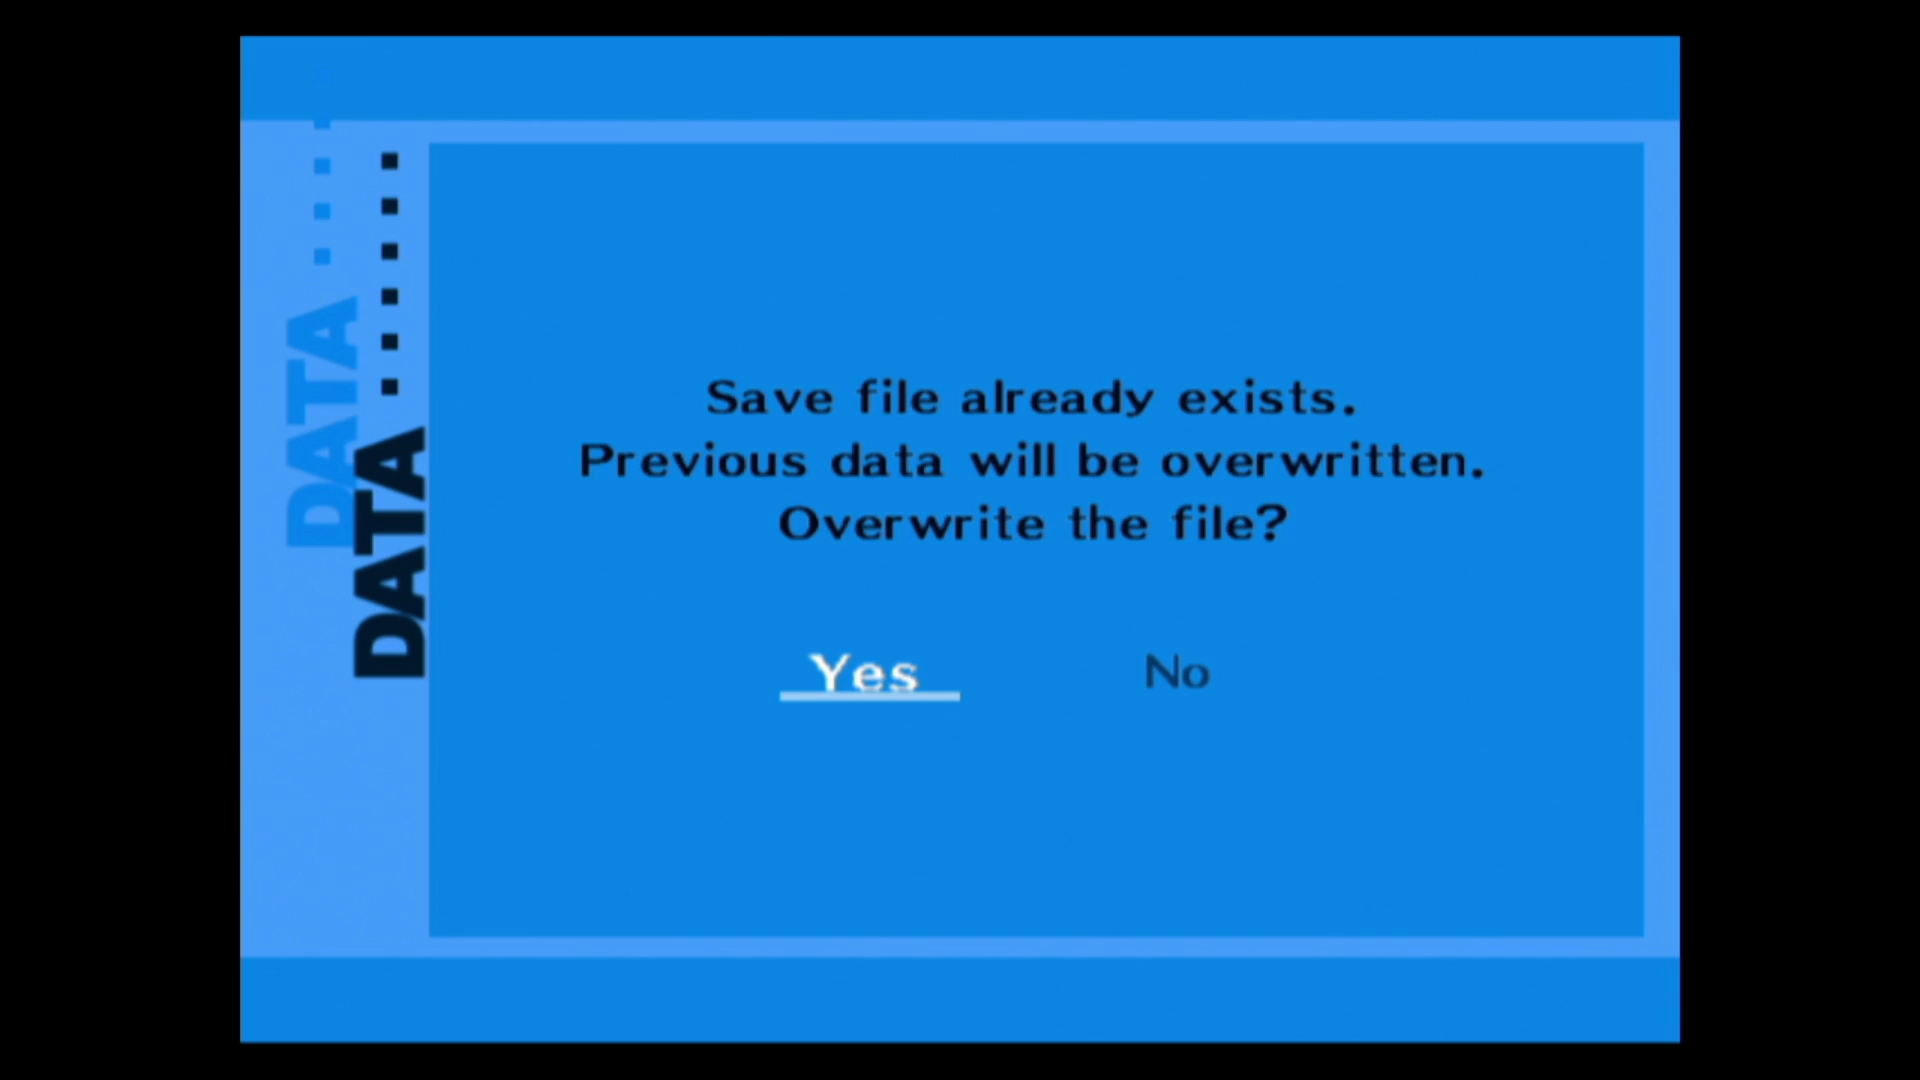 DATA......
DATA....
Save file already exists.
Previous data will be overwritten.
Overwrite the file?
Yes No